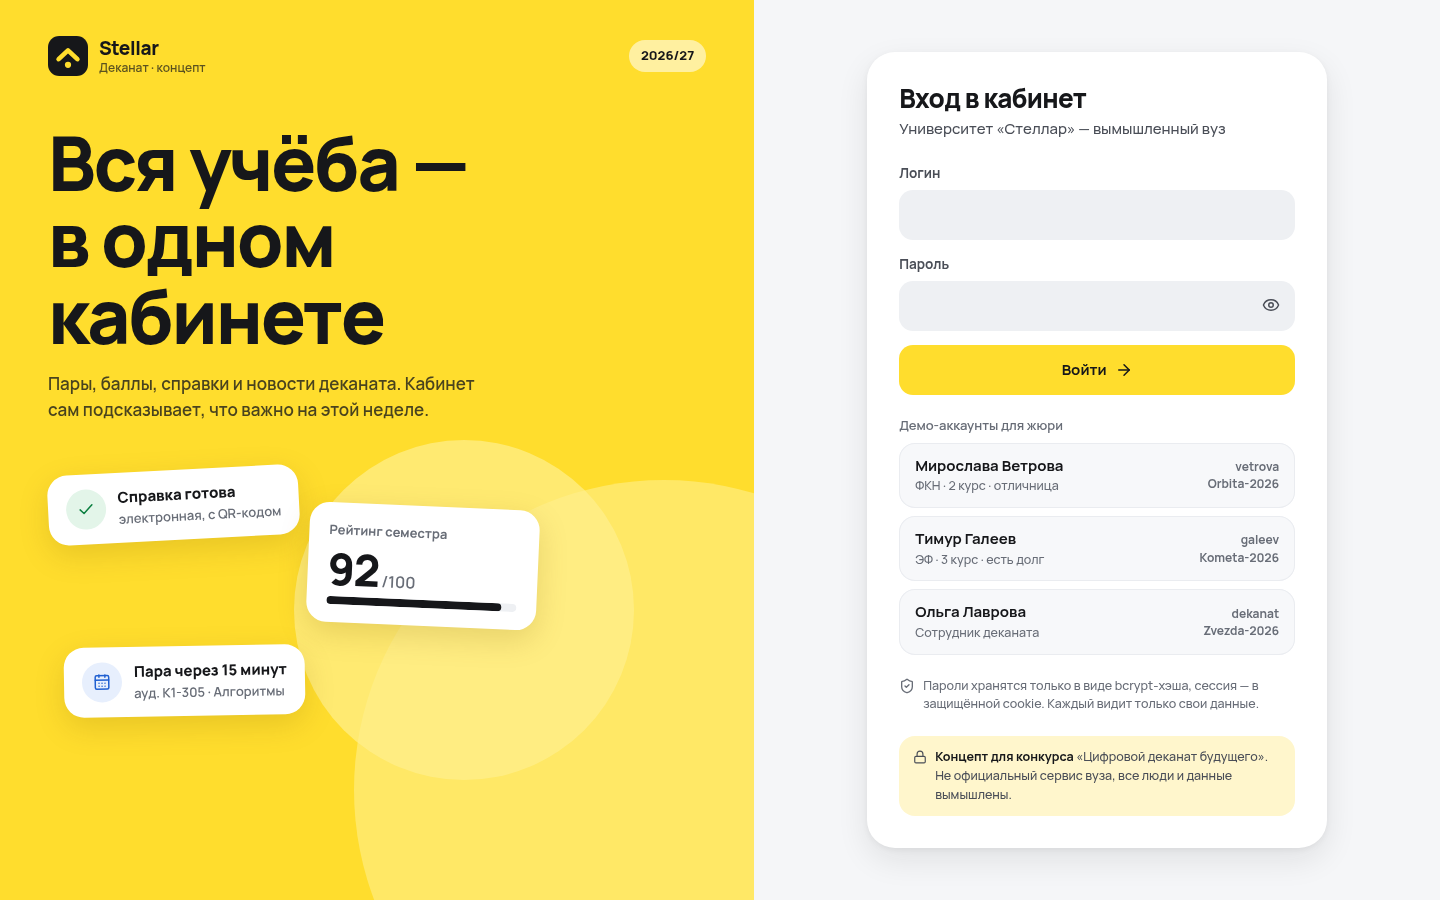 Stellar
Деканат · концепт
2026/27
Вся учёба —
в одном
кабинете
Пары, баллы, справки и новости деканата. Кабинет
сам подсказывает, что важно на этой неделе.
Справка готова
электронная, с QR-кодом
Рейтинг семестра
92/100
Пара через 15 минут
ауд. К1-305 · Алгоритмы
Вход в кабинет
Университет «Стеллар» — вымышленный вуз
Логин
Пароль
Войти
Демо-аккаунты для жюри
Мирослава Ветрова
ФКН · 2 курс · отличница
vetrova
Orbita-2026
Тимур Галеев
ЭФ · 3 курс · есть долг
galeev
Kometa-2026
Ольга Лаврова
Сотрудник деканата
dekanat
Zvezda-2026
Пароли хранятся только в виде bcrypt-хэша, сессия — в
защищённой cookie. Каждый видит только свои данные.
Концепт для конкурса «Цифровой деканат будущего».
Не официальный сервис вуза, все люди и данные
вымышлены.